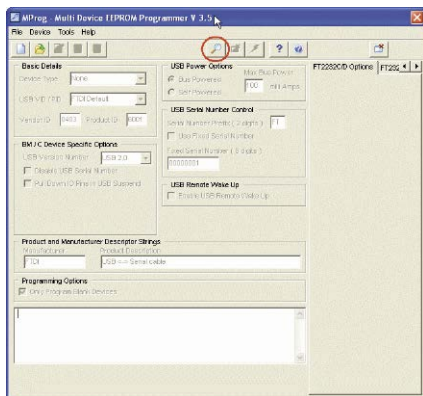 MProg - Multi Device EEPROM Programmer V 3.5
File Device Tools Help
Basic Details
Device Type None
USB VID / PID FTDI Default
Vendor ID 0403 Product ID 6001
BM / C Device Specific Options
USB Version Number USB 2.0
Disable USB Serial Number
Pull Down IO Pins in USB Suspend
USB Power Options
Bus Powered
Self Powered
Max Bus Power
100 milli Amps
USB Serial Number Control
Serial Number Prefix ( 2 digits ) FT
Use Fixed Serial Number
Fixed Serial Number ( 8 digits )
00000001
USB Remote Wake Up
Enable USB Remote Wake Up
FT2232C/D Options FT232
Product and Manufacturer Descriptor Strings
Manufacturer Product Description
FTDI USB <-> Serial cable
Programming Options
Only Program Blank Devices